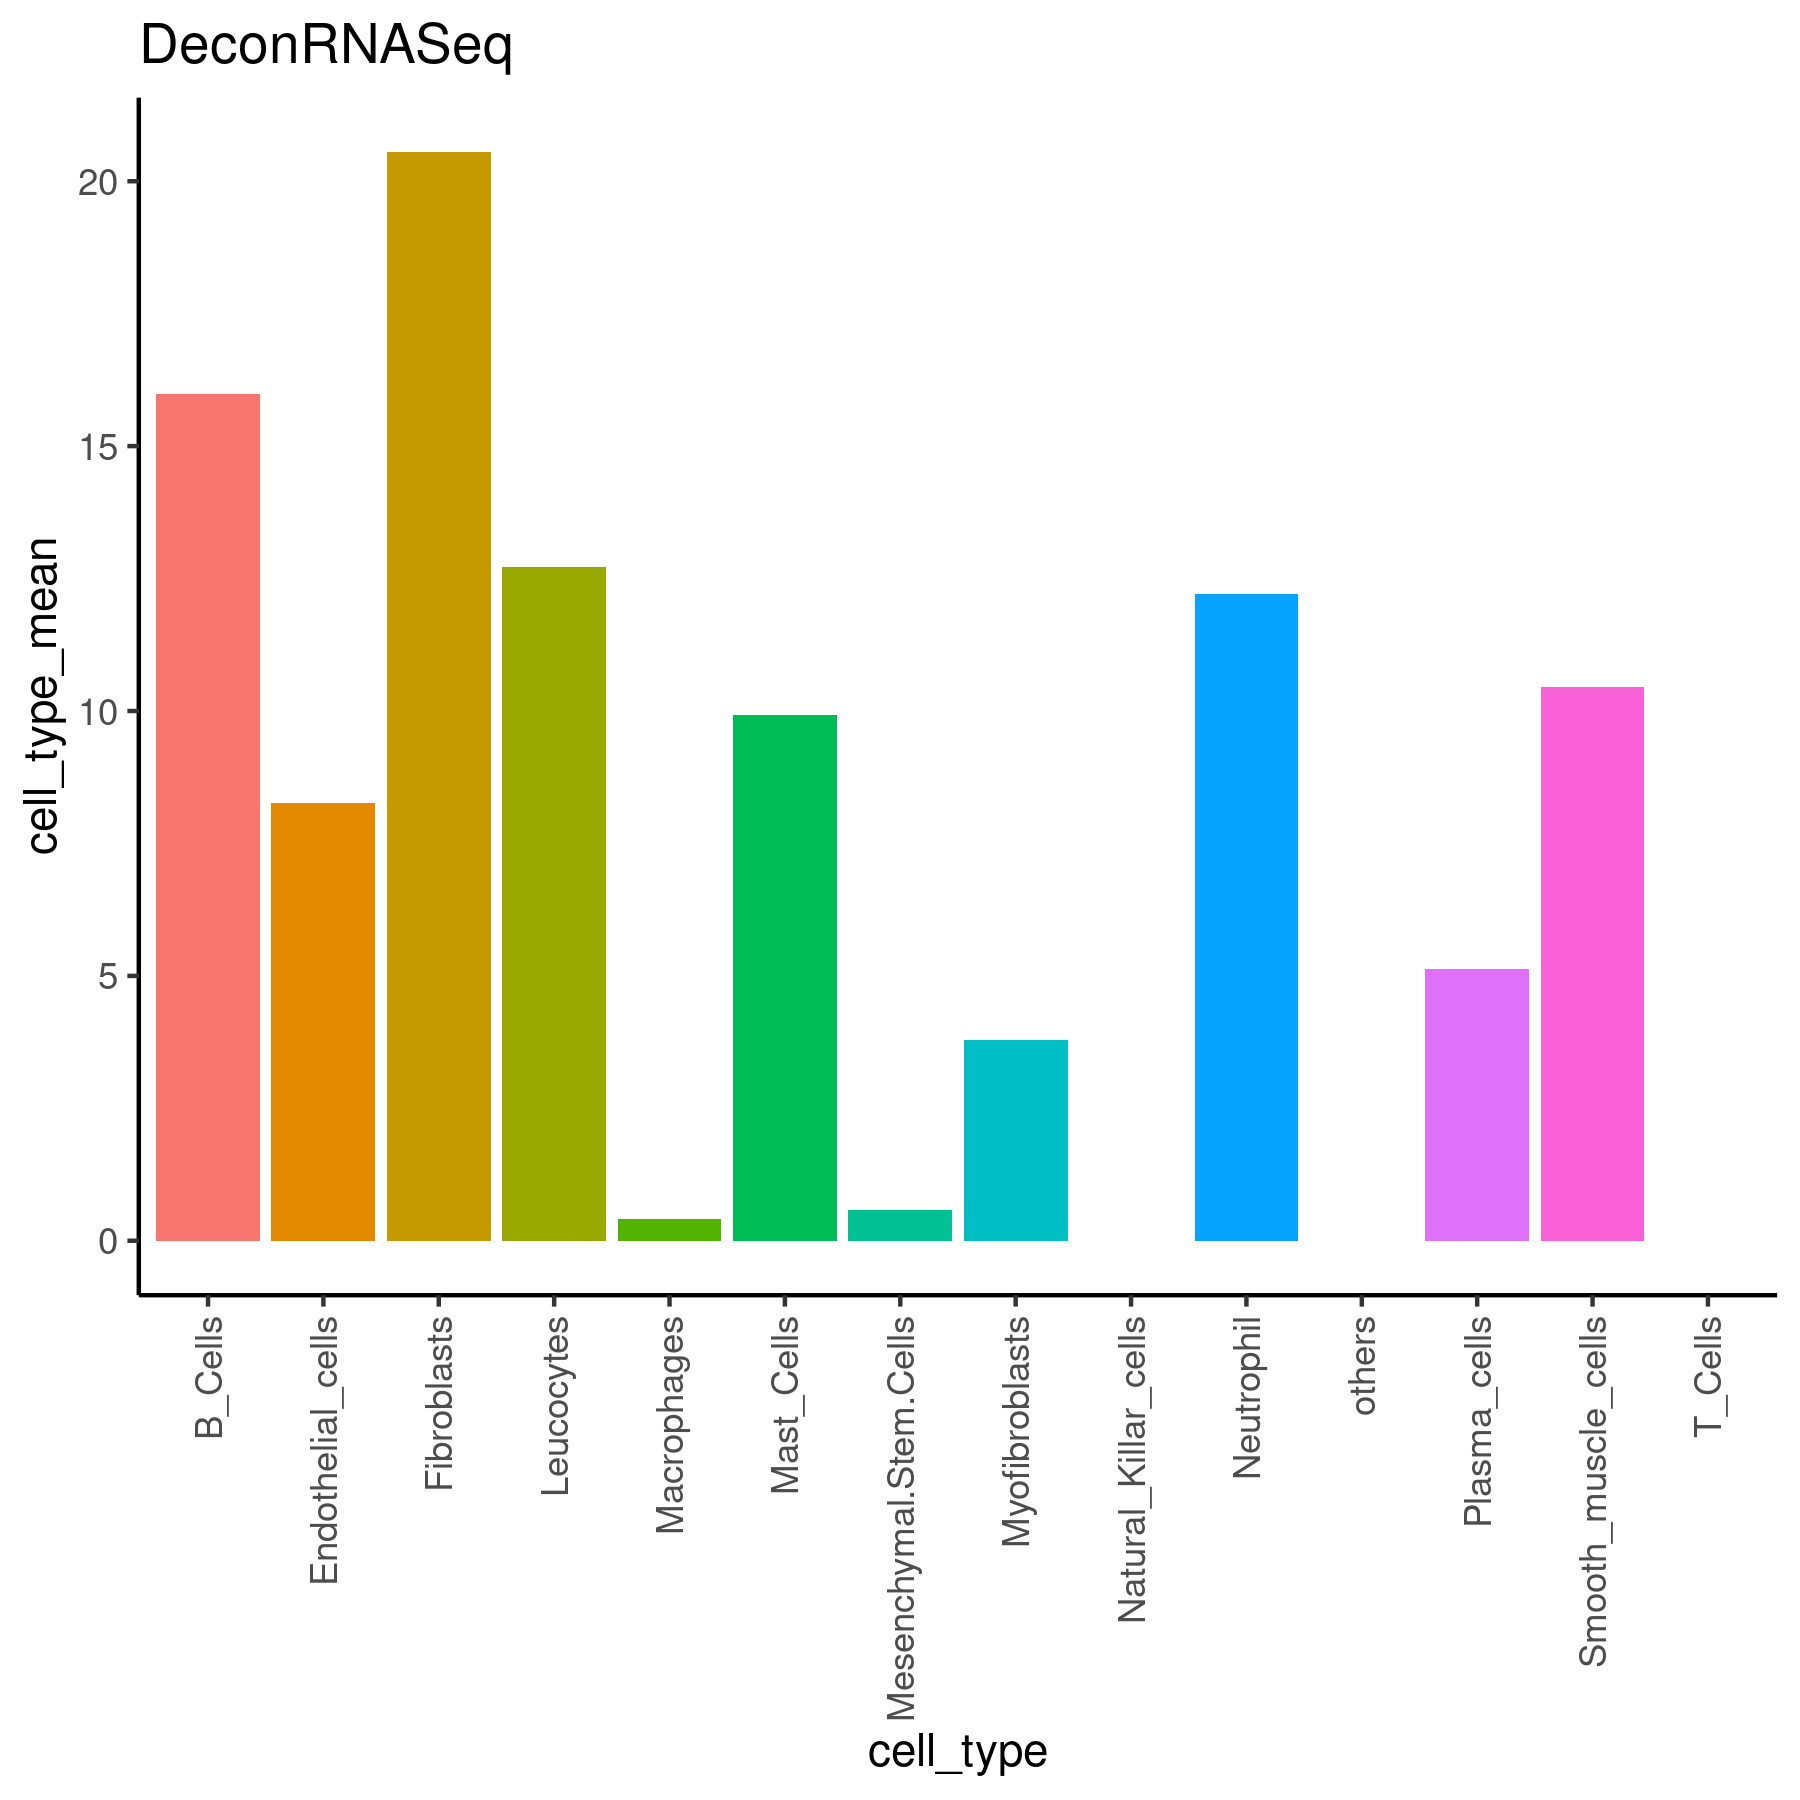 DeconRNASeq
cell_type_mean
20
15
10
5
0
B_Cells
Endothelial_cells
Fibroblasts
Leucocytes
Macrophages
Mast_Cells
Mesenchymal.Stem.Cells
Myofibroblasts
Natural_Killar_cells
Neutrophil
others
Plasma_cells
Smooth_muscle_cells
T_Cells
cell_type